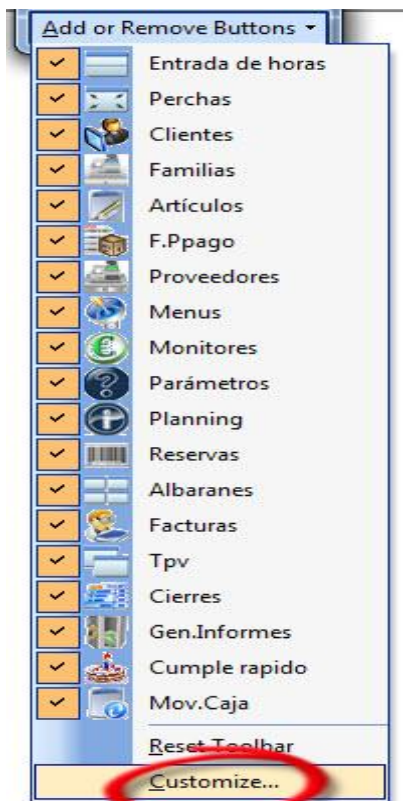 Add or Remove Buttons
Entrada de horas
Perchas
Clientes
Familias
Artículos
F.Ppago
Proveedores
Menus
Monitores
Parámetros
Planning
Reservas
Albaranes
Facturas
Tpv
Cierres
Gen.Informes
Cumple rapido
Mov.Caja
Reset Toolbar
Customize...